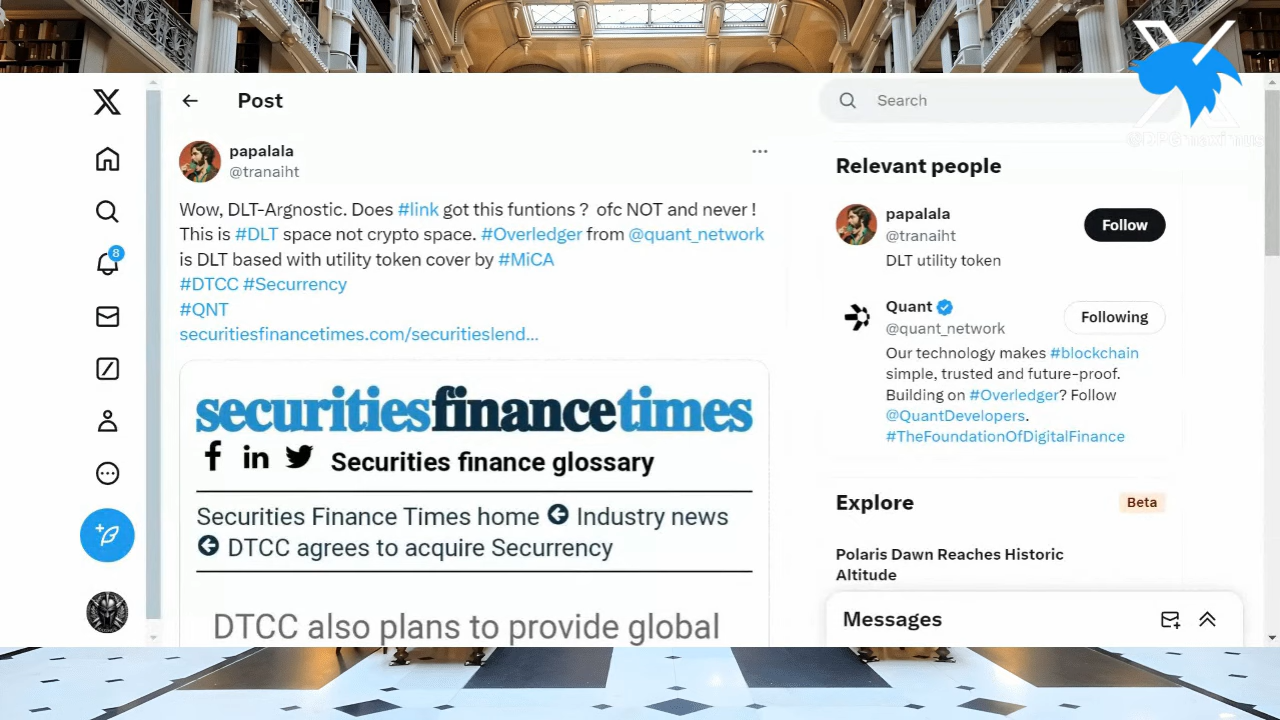 Post
Search
papalala
@tranaiht
Wow, DLT-Argnostic. Does #link got this funtions ? ofc NOT and never !
This is #DLT space not crypto space. #Overledger from @quant_network
is DLT based with utility token cover by #MiCA
#DTCC #Securrency
#QNT
securitiesfinancetimes.com/securitieslend...
securitiesfinancetimes
Securities finance glossary
Securities Finance Times home Industry news
DTCC agrees to acquire Securrency
DTCC also plans to provide global
8
Relevant people
papalala
@tranaiht
Follow
DLT utility token
Quant
@quant_network
Following
Our technology makes #blockchain
simple, trusted and future-proof.
Building on #Overledger? Follow
@QuantDevelopers.
#TheFoundationOfDigitalFinance
Explore
Beta
Polaris Dawn Reaches Historic
Altitude
Messages